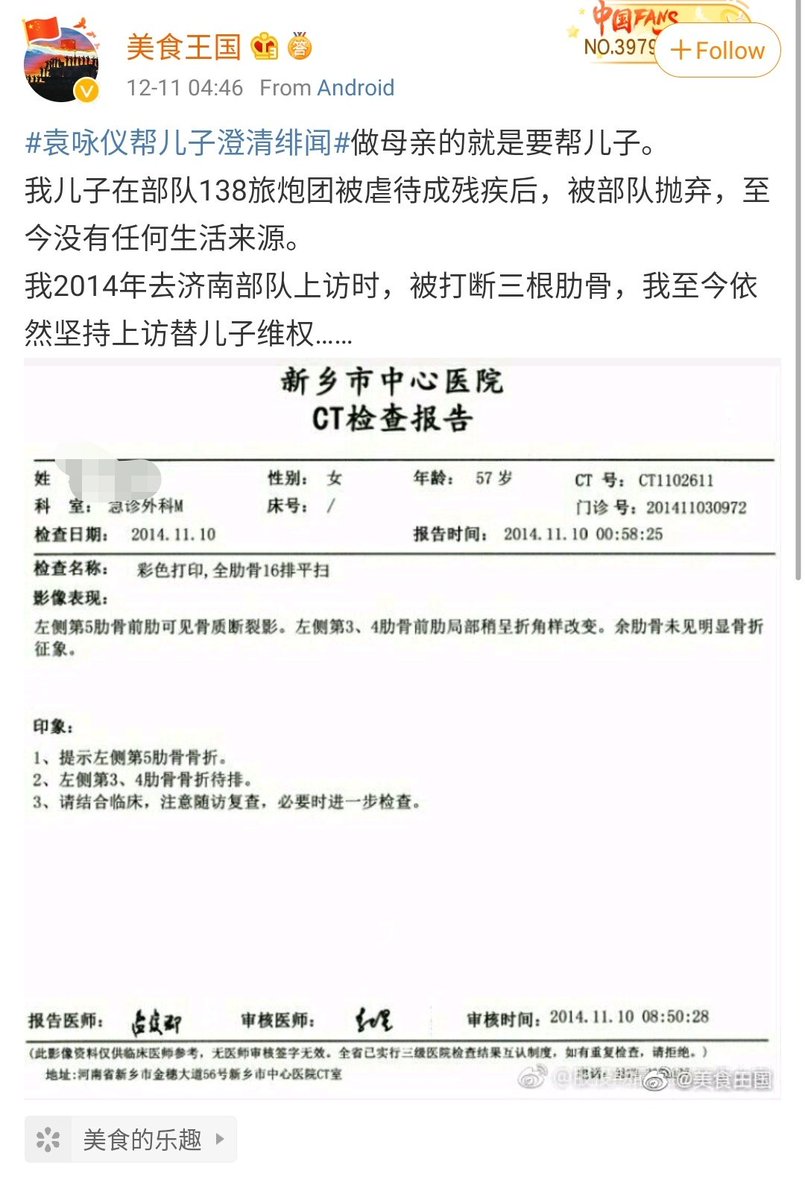 美食王国
中国FANS
NO.3979
+Follow
12-11 04:46 From Android
#袁咏仪帮儿子澄清绯闻#做母亲的就是要帮儿子。
我儿子在部队138旅炮团被虐待成残疾后，被部队抛弃，至
今没有任何生活来源。
我2014年去济南部队上访时，被打断三根肋骨，我至今依
然坚持上访替儿子维权……
新乡市中心医院
CT检查报告
姓
性别： 女
年龄： 57 岁
CT 号： CT1102611
科 室： 急诊外科M
床号： /
门诊 号： 201411030972
检查日期： 2014.11.10
报告时间： 2014.11.10 00:58:25
检查名称： 彩色打印,全肋骨16排平扫
影像表现：
左侧第5肋骨前肋可见骨质断裂影。左侧第3、4肋骨前肋局部稍呈折角样改变。余肋骨未见明显骨折
征象。
印象：
1、提示左侧第5肋骨骨折。
2、左侧第3、4肋骨骨折待排。
3、请结合临床，注意随访复查，必要时进一步检查。
报告医师：
审核医师：
审核时间： 2014.11.10 08:50:28
(此影像资料仅供临床医师参考，无医师审核签字无效。全省已实行三级医院检查结果互认制度，如有重复检查，请拒绝。)
地址:河南省新乡市金穗大道56号新乡市中心医院CT室
电话:
@美食由国
美食的乐趣